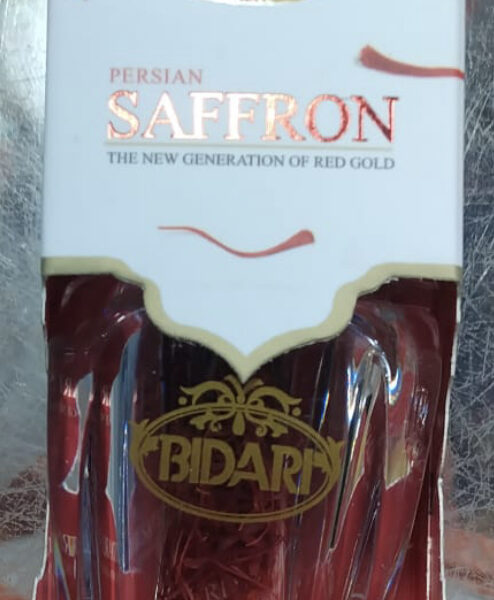 PERSIAN
SAFFRON
THE NEW GENERATION OF RED GOLD
BIDARI